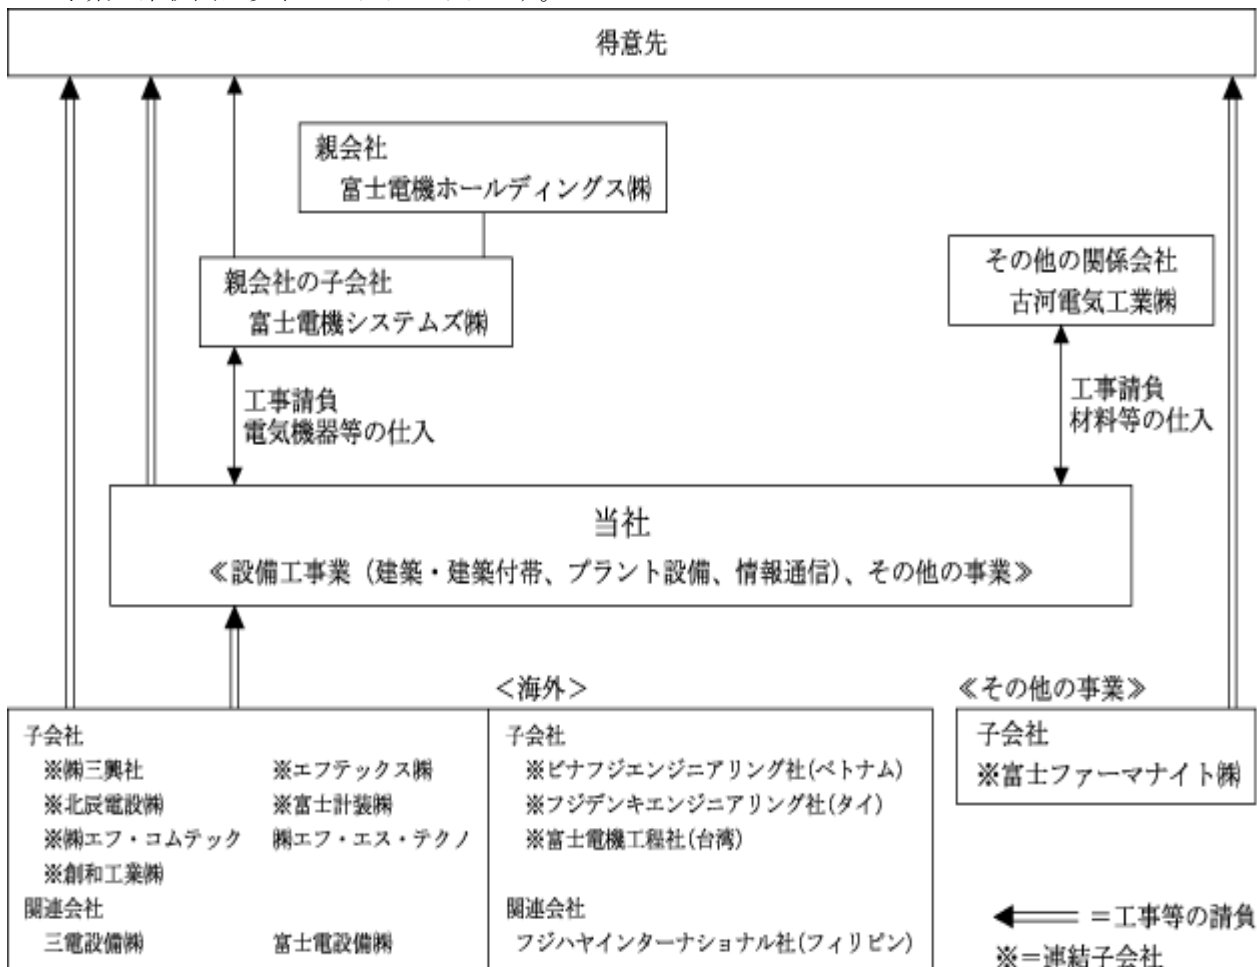 得意先
親会社
富士電機ホールディングス㈱
親会社の子会社
富士電機システムズ㈱
その他の関係会社
古河電気工業㈱
工事請負
電気機器等の仕入
工事請負
材料等の仕入
当社
≪設備工事業（建築・建築付帯、プラント設備、情報通信）、その他の事業≫
＜海外＞
≪その他の事業≫
子会社
※㈱三興社 ※エフテックス㈱
※北辰電設㈱ ※富士計装㈱
※㈱エフ・コムテック ㈱エフ・エス・テクノ
※創和工業㈱
関連会社
三電設備㈱ 富士電設備㈱
子会社
※ビナフジエンジニアリング社(ベトナム)
※フジデンキエンジニアリング社(タイ)
※富士電機工程社(台湾)
関連会社
フジハヤインターナショナル社(フィリピン)
子会社
※富士ファーマナイト㈱
＝工事等の請負
※＝連結子会社